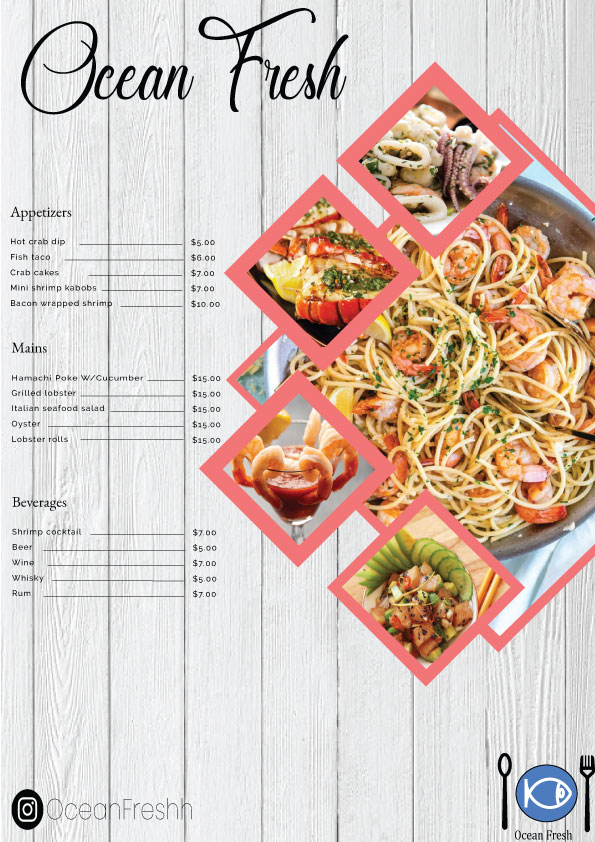 Ocean Fresh
Appetizers
Hot crab dip $5.00
Fish taco $6.00
Crab cakes $7.00
Mini shrimp kabobs $7.00
Bacon wrapped shrimp $10.00
Mains
Hamachi Poke W/Cucumber $15.00
Grilled lobster $15.00
Italian seafood salad $15.00
Oyster $15.00
Lobster rolls $15.00
Beverages
Shrimp cocktail $7.00
Beer $5.00
Wine $7.00
Whisky $5.00
Rum $7.00
OceanFreshh
Ocean Fresh